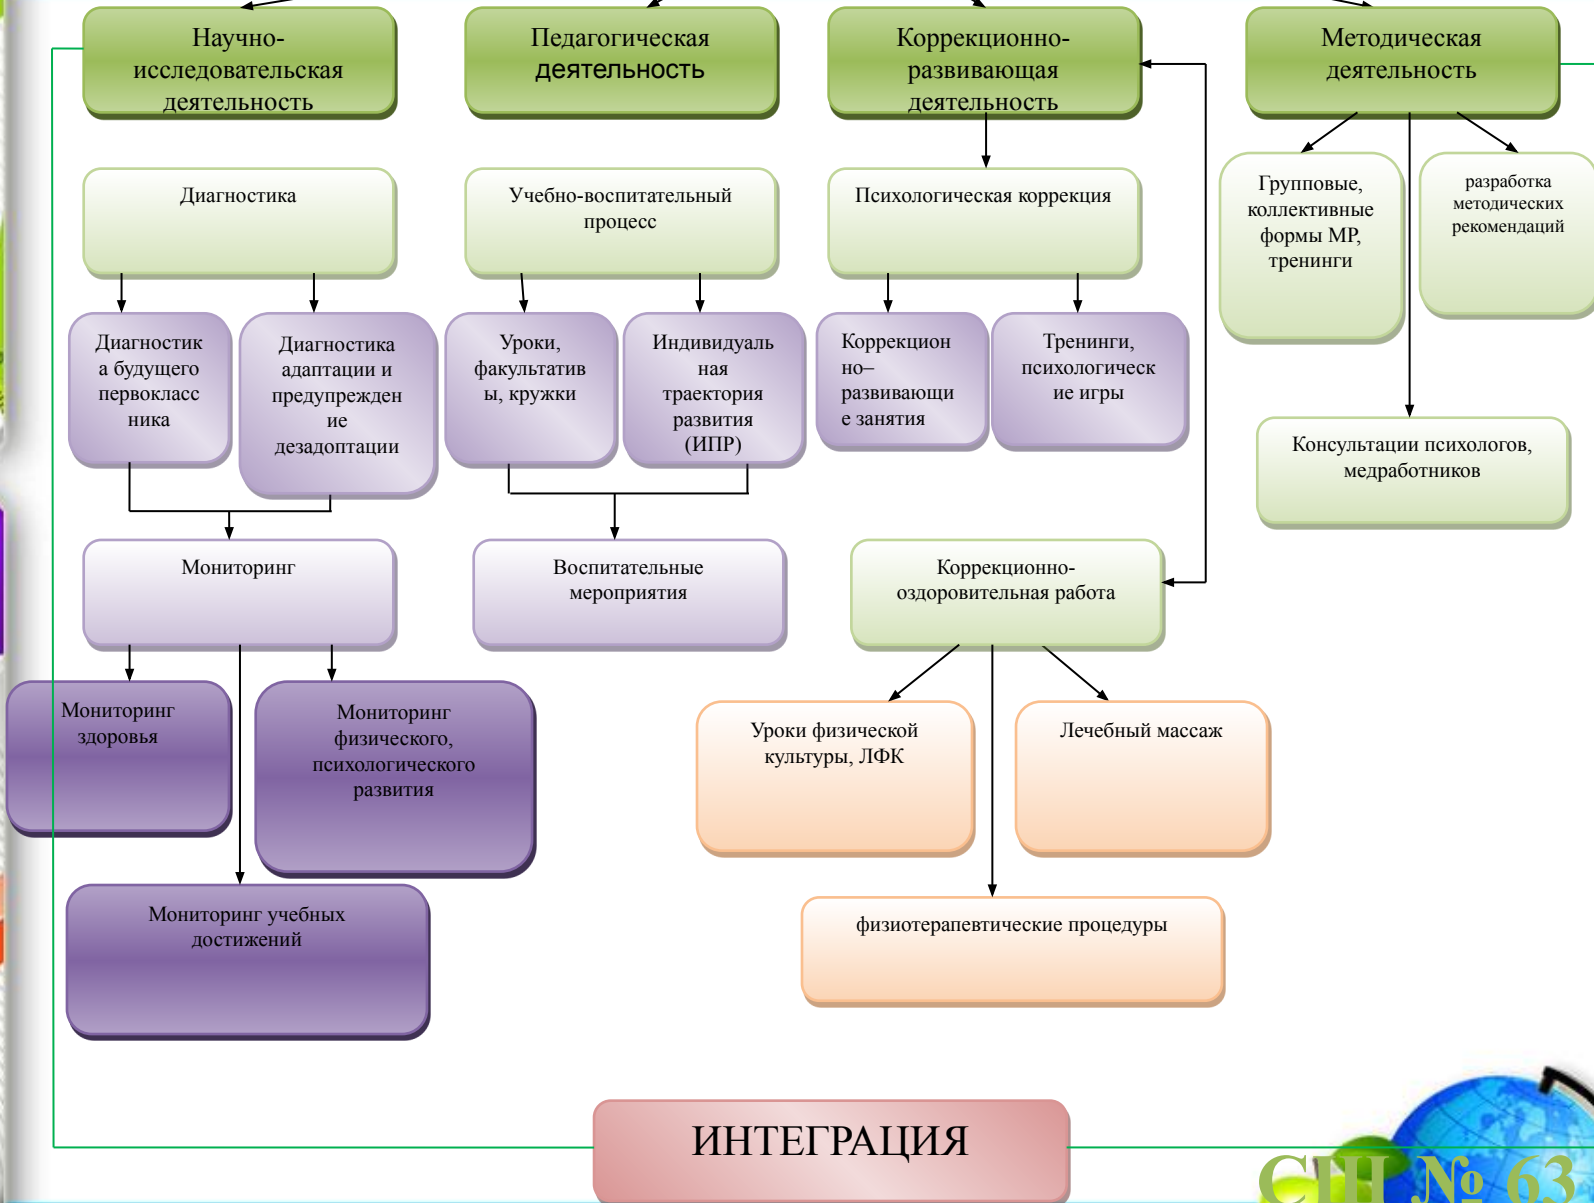 Научно-
исследовательская
деятельность
Педагогическая
деятельность
Коррекционно-
развивающая
деятельность
Методическая
деятельность
Диагностика
Учебно-воспитательный
процесс
Психологическая коррекция
Групповые,
коллективные
формы МР,
тренинги
разработка
методических
рекомендаций
Диагностик
а будущего
первокласс
ника
Диагностика
адаптации и
предупрежден
ие
дезадоптации
Уроки,
факультатив
ы, кружки
Индивидуаль
ная
траектория
развития
(ИПР)
Коррекцион
но–
развивающи
е занятия
Тренинги,
психологическ
ие игры
Консультации психологов,
медработников
Мониторинг
Воспитательные
мероприятия
Коррекционно-
оздоровительная работа
Мониторинг
здоровья
Мониторинг
физического,
психологического
развития
Уроки физической
культуры, ЛФК
Лечебный массаж
Мониторинг учебных
достижений
физиотерапевтические процедуры
ИНТЕГРАЦИЯ
СШ № 63